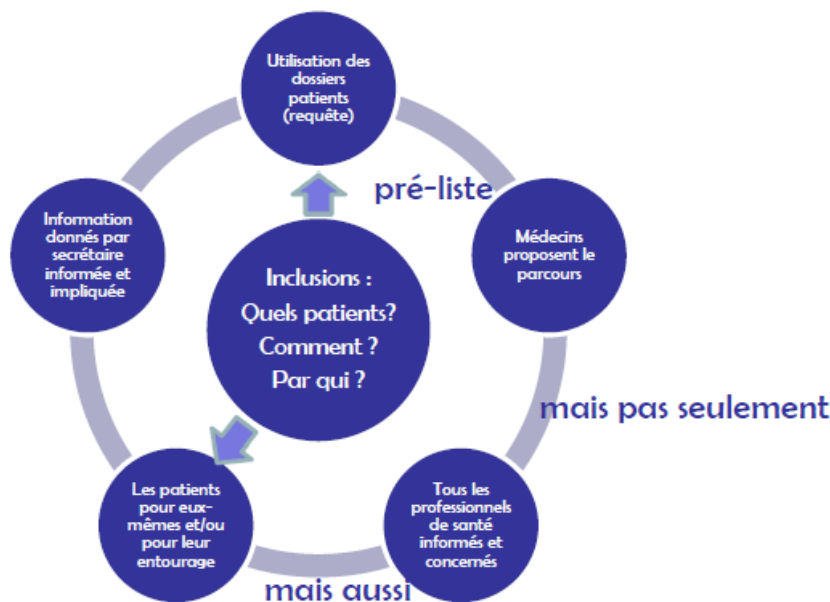 Utilisation des
dossiers
patients
(requête)
pré-liste
Médecins
proposent le
parcours
mais pas seulement
Tous les
professionnels
de santé
informés et
concernés
mais aussi
Les patients
pour eux-
mêmes et/ou
pour leur
entourage
Information
donnés par
secrétaire
informée et
impliquée
Inclusions :
Quels patients?
Comment ?
Par qui ?